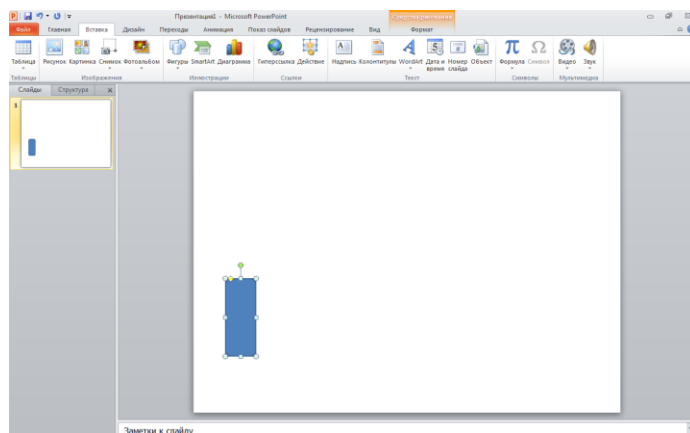 Презентация1 - Microsoft PowerPoint
Средства рисования
Файл Главная Вставка Дизайн Переходы Анимация Показ слайдов Рецензирование Вид Формат
Таблица Рисунок Картинка Снимок Фотоальбом Фигуры SmartArt Диаграмма Гиперссылка Действие Надпись Колонтитулы WordArt Дата и время Номер слайда Объект Формула Символ Видео Звук
Таблицы Изображения Иллюстрации Ссылки Текст Символы Мультимедиа
Слайды Структура
1
Заметки к слайду